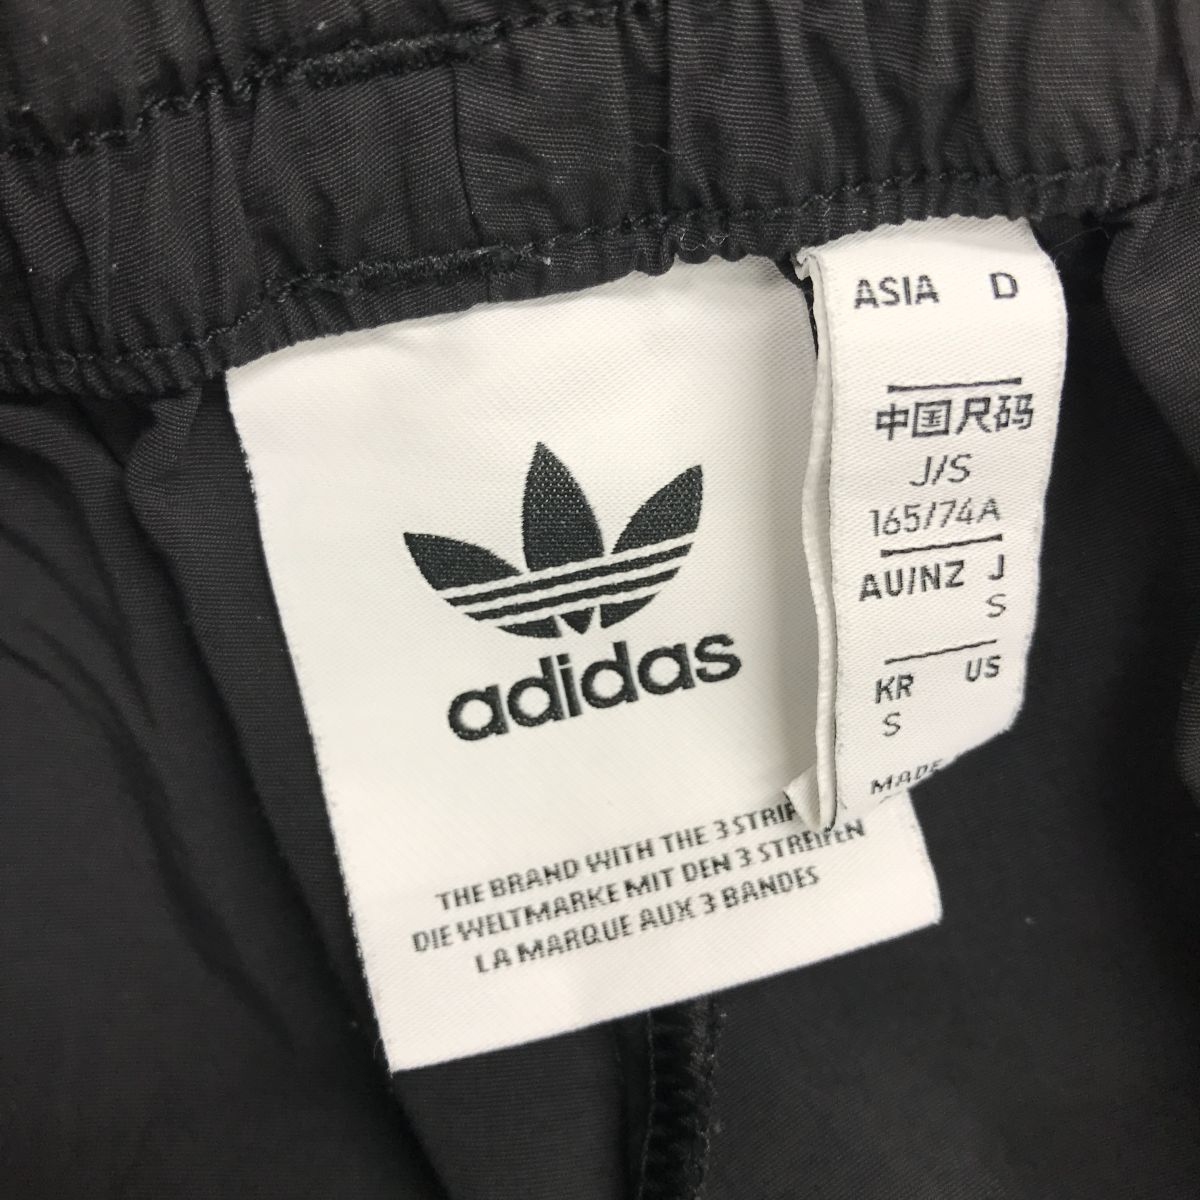 adidas
THE BRAND WITH THE 3
DIE WELTMARKE MIT DEN 3 STREIFEN
LA MARQUE AUX 3 BANDES
ASIA D
中国尺码
J/S
165/74A
AU/NZ J
S
KR US
S
MADE